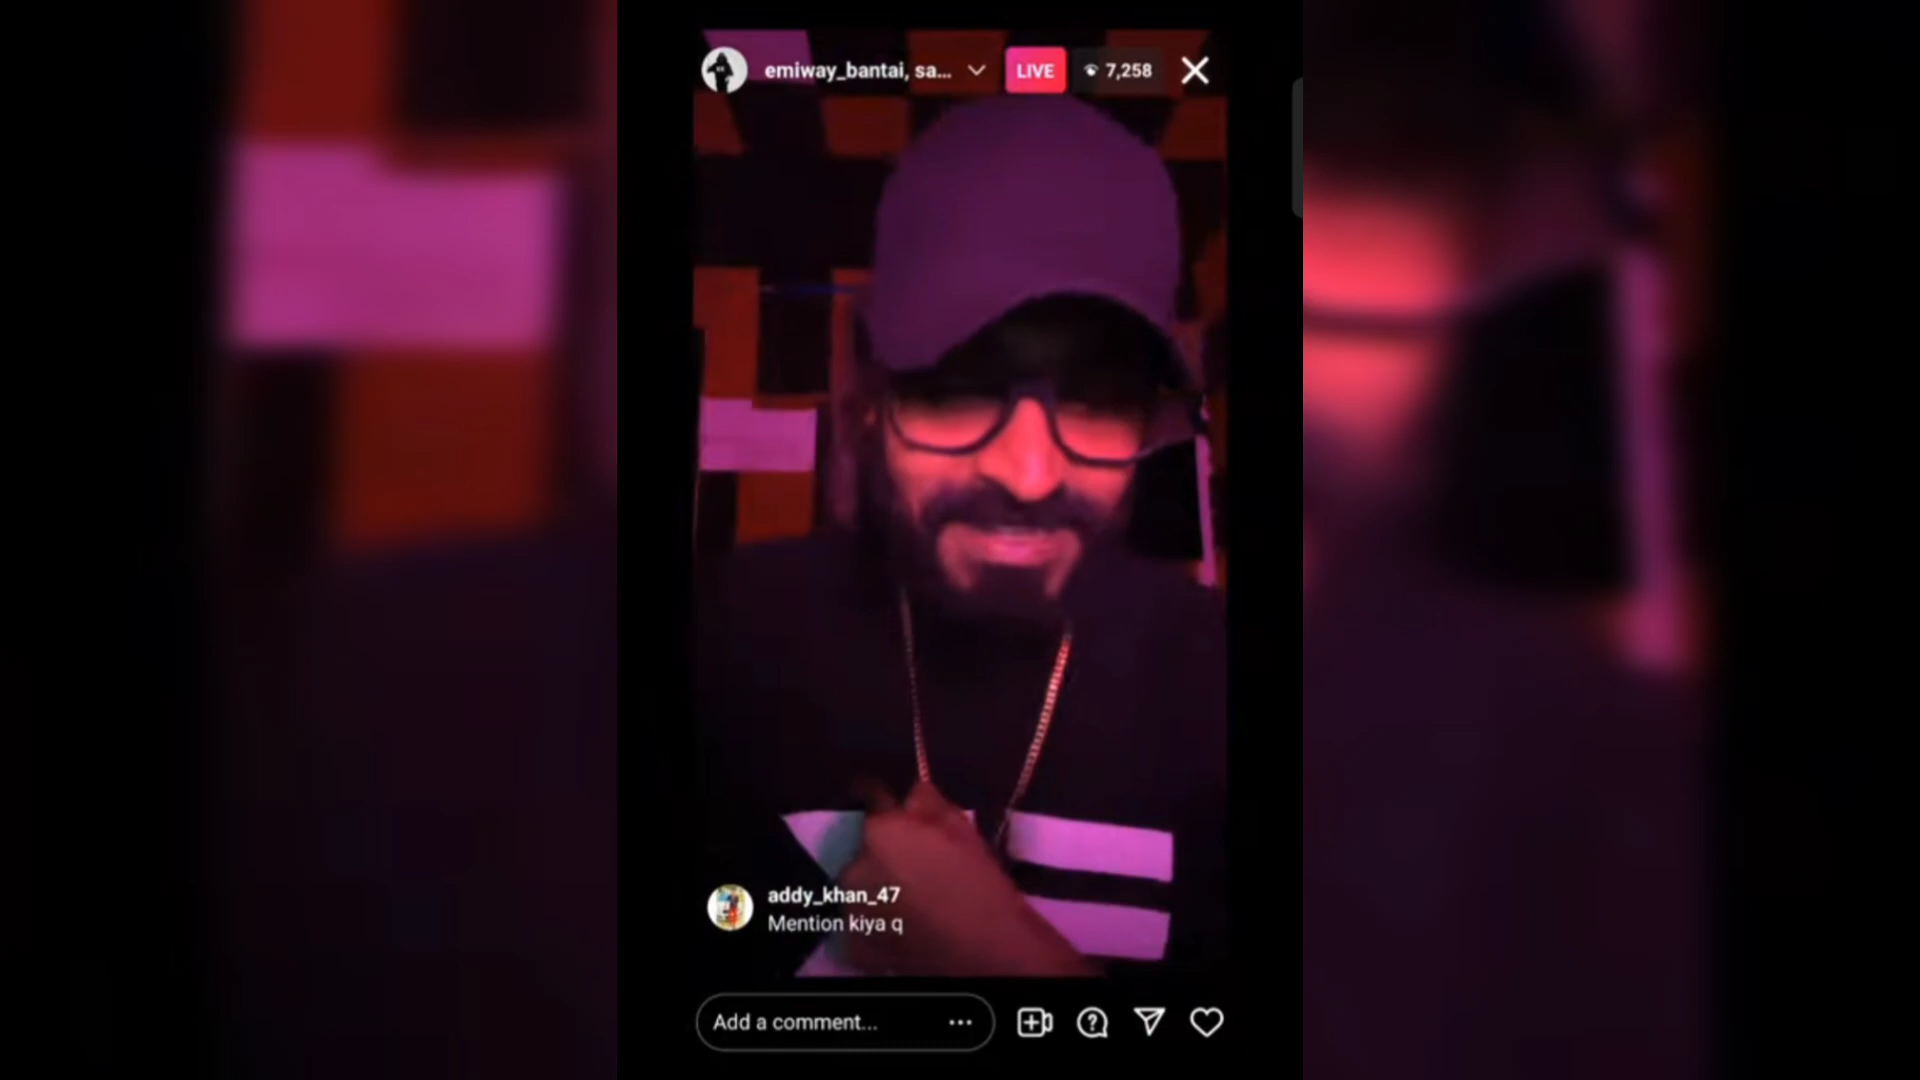 emiway_bantai, sa...
LIVE
7,258
addy_khan_47
Mention kiya q
Add a comment...